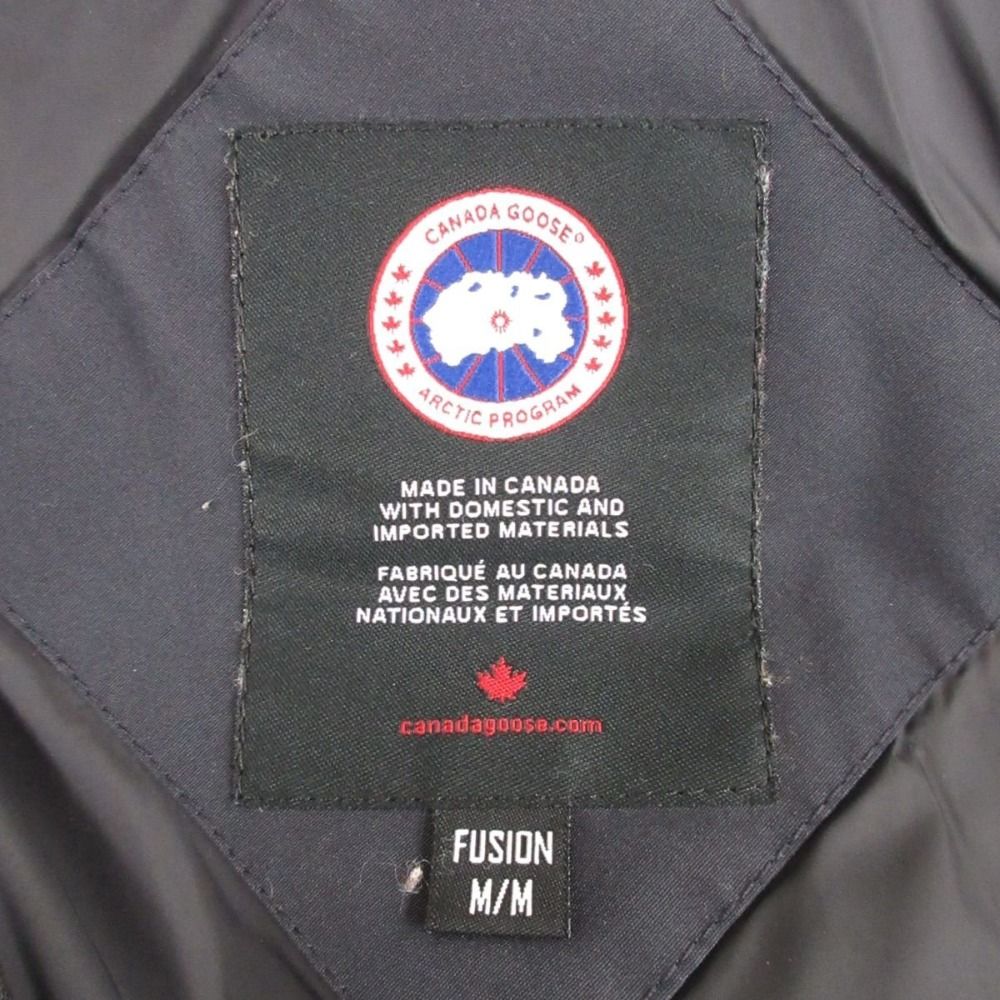 CANADA GOOSE®
ARCTIC PROGRAM
MADE IN CANADA
WITH DOMESTIC AND
IMPORTED MATERIALS
FABRIQUÉ AU CANADA
AVEC DES MATERIAUX
NATIONAUX ET IMPORTÉS
canadagoose.com
FUSION
M/M